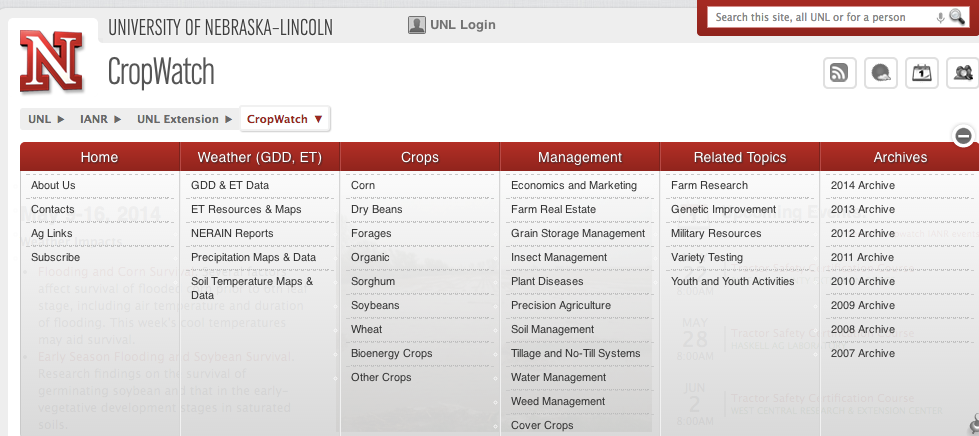 UNIVERSITY OF NEBRASKA–LINCOLN
UNL Login
Search this site, all UNL or for a person
N
CropWatch
1
UNL ▶ IANR ▶ UNL Extension ▶ CropWatch ▼
Home
About Us
Contacts
Ag Links
Subscribe
Weather (GDD, ET)
GDD & ET Data
ET Resources & Maps
NERAIN Reports
Precipitation Maps & Data
Soil Temperature Maps &
Data
Crops
Corn
Dry Beans
Forages
Organic
Sorghum
Soybeans
Wheat
Bioenergy Crops
Other Crops
Management
Economics and Marketing
Farm Real Estate
Grain Storage Management
Insect Management
Plant Diseases
Precision Agriculture
Soil Management
Tillage and No-Till Systems
Water Management
Weed Management
Cover Crops
Related Topics
Farm Research
Genetic Improvement
Military Resources
Variety Testing
Youth and Youth Activities
Archives
2014 Archive
2013 Archive
2012 Archive
2011 Archive
2010 Archive
2009 Archive
2008 Archive
2007 Archive
16, 2014
Flooding and Corn Survival
affect survival of flooded
stage, including air temperature and duration
of flooding. This week's cool temperatures
may aid survival.
Early Season Flooding and Soybean Survival.
Research findings on the survival of
germinating soybean and that in the early-
vegetative development stages in saturated
soils.
MAY
28
8:00AM
Tractor Safety Certification Course
HASKELL AG LABORA
JUN
2
8:00AM
Tractor Safety Certification Course
WEST CENTRAL RESEARCH & EXTENSION CENTER